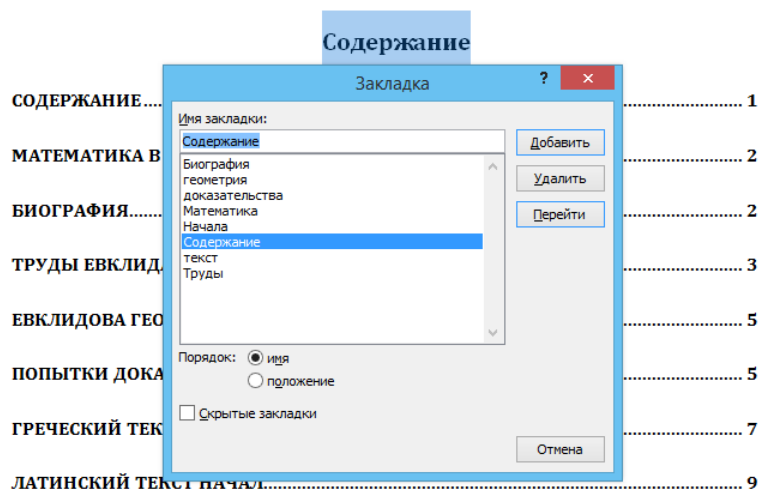 Содержание
Закладка ? ×
СОДЕРЖАНИЕ.... ........................ 1
Имя закладки:
Содержание
Добавить
МАТЕМАТИКА В ........................ 2
Биография
геометрия
доказательства
Математика
Начала
Содержание
текст
Труды
Удалить
Перейти
БИОГРАФИЯ....... ........................ 2
ТРУДЫ ЕВКЛИДА ........................ 3
ЕВКЛИДОВА ГЕО ........................ 5
Порядок: имя
положение
ПОПЫТКИ ДОКА ........................ 5
Скрытые закладки
ГРЕЧЕСКИЙ ТЕК ........................ 7
Отмена
ЛАТИНСКИЙ ТЕКСТ НАЧАЛ........................ 9